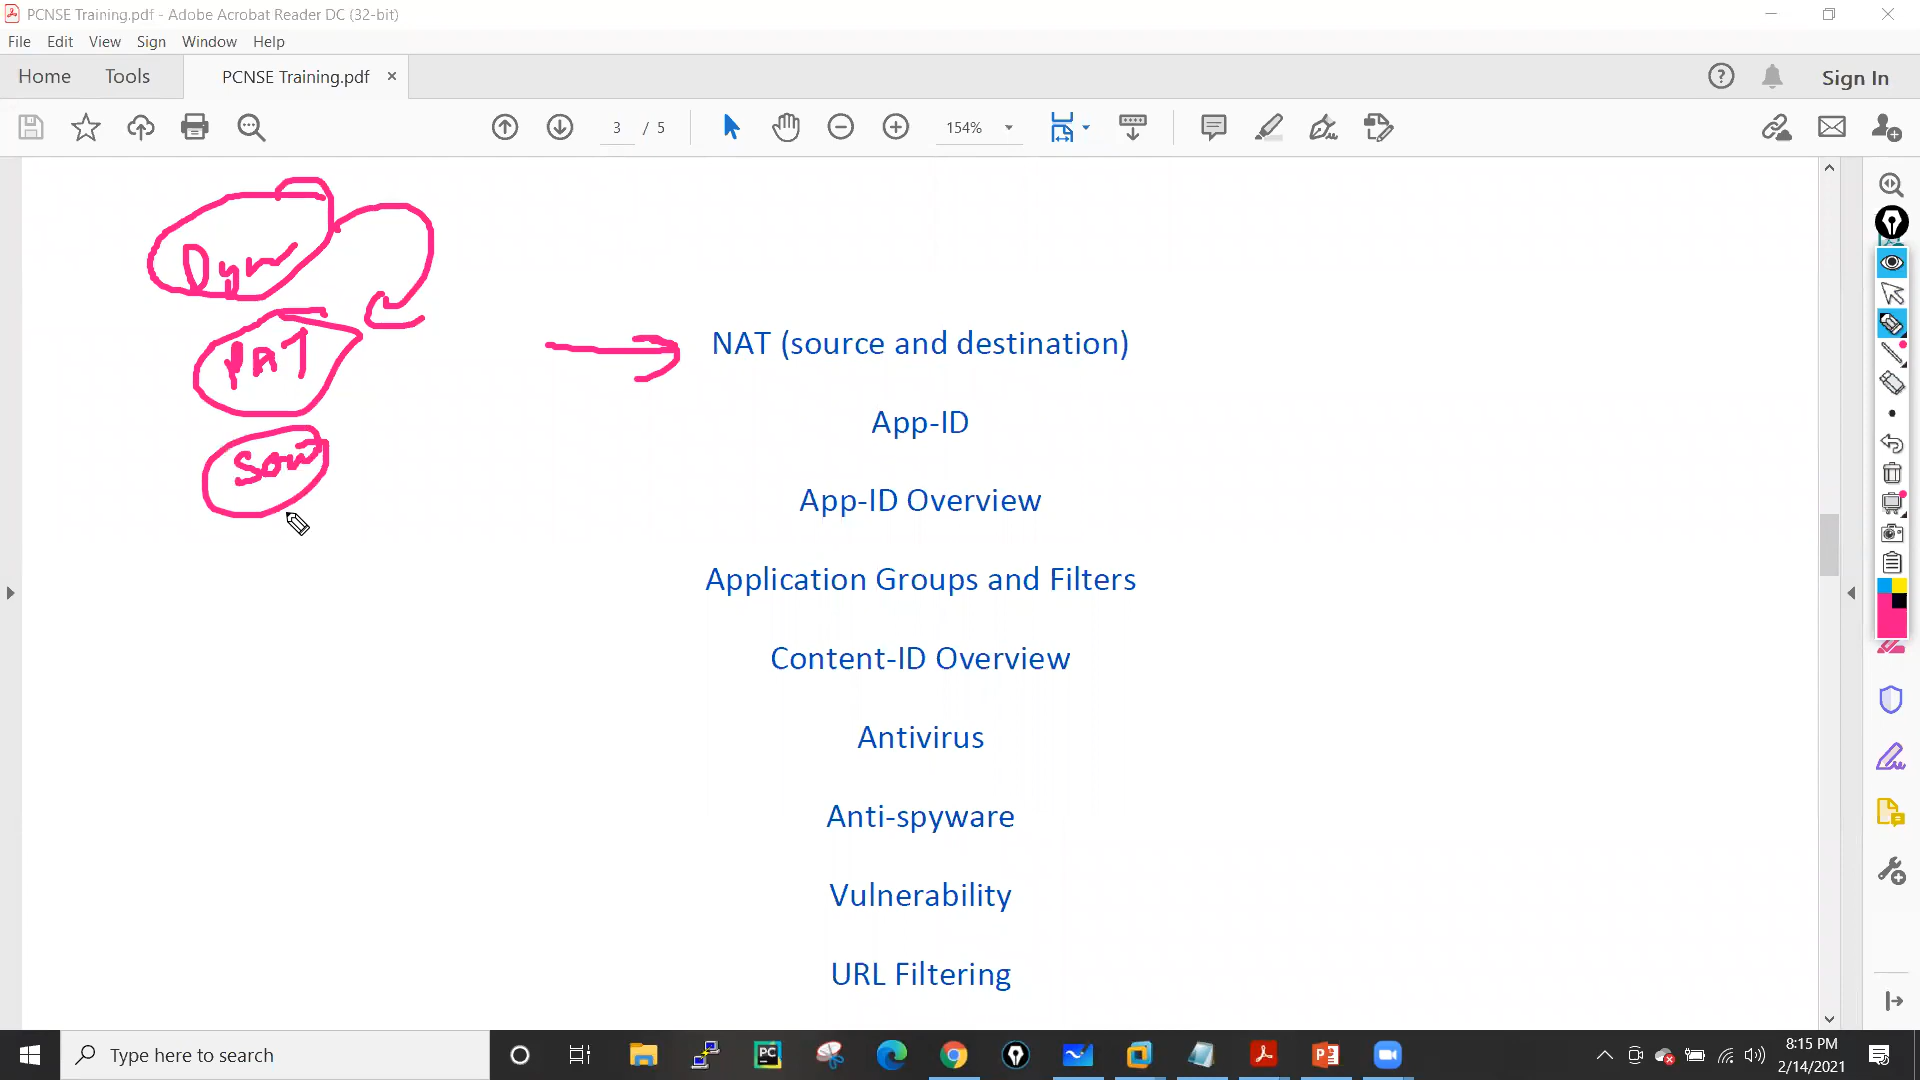 PCNSE Training.pdf - Adobe Acrobat Reader DC (32-bit)
File Edit View Sign Window Help
Home Tools PCNSE Training.pdf × Sign In
3 / 5 154%
Dyn
PAT
NAT (source and destination)
App-ID
Sour
App-ID Overview
Application Groups and Filters
Content-ID Overview
Antivirus
Anti-spyware
Vulnerability
URL Filtering
Type here to search
8:15 PM
2/14/2021